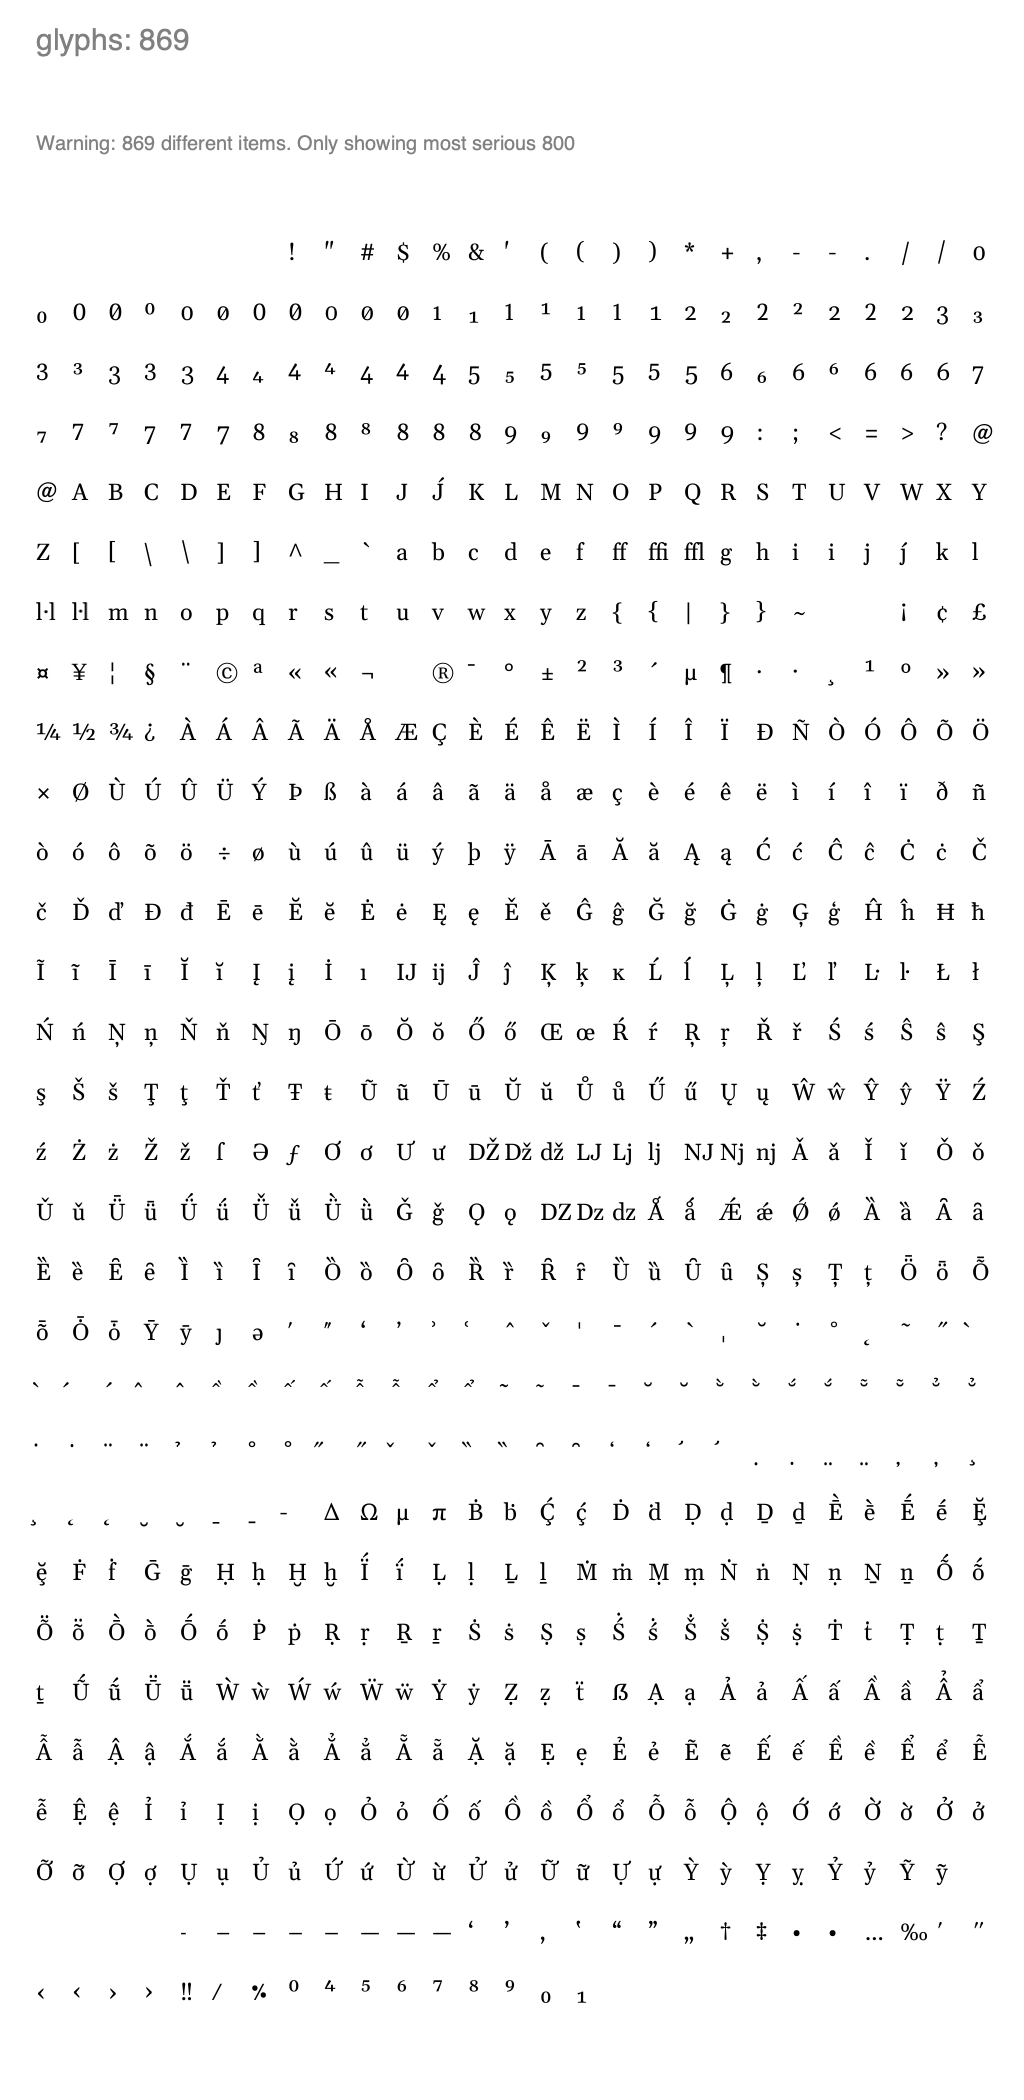 glyphs: 869
Warning: 869 different items. Only showing most serious 800
! " # $ % & ' ( ( ) ) * + , - - . / / 0
₀ 0 0 ⁰ 0 0 0 0 0 0 0 1 ₁ 1 ¹ 1 1 1 2 ₂ 2 ² 2 2 2 3 ₃
3 ³ 3 3 3 4 ₄ 4 ⁴ 4 4 4 5 ₅ 5 ⁵ 5 5 5 6 ₆ 6 ⁶ 6 6 6 7
₇ 7 ⁷ 7 7 7 8 ₈ 8 ⁸ 8 8 8 9 ₉ 9 ⁹ 9 9 9 : ; < = > ? @
@ A B C D E F G H I J J́ K L M N O P Q R S T U V W X Y
Z [ [ \ \ ] ] ^ _ ` a b c d e f ff ffi ffl g h i i j j́ k l
l·l l·l m n o p q r s t u v w x y z { { | } } ~ ¡ ¢ £
¤ ¥ ¦ § ¨ © ª « « ¬ ® ¯ ° ± ² ³ ´ µ ¶ · · ¸ ¹ º » »
¼ ½ ¾ ¿ À Á Â Ã Ä Å Æ Ç È É Ê Ë Ì Í Î Ï Ð Ñ Ò Ó Ô Õ Ö
× Ø Ù Ú Û Ü Ý Þ ß à á â ã ä å æ ç è é ê ë ì í î ï ð ñ
ò ó ô õ ö ÷ ø ù ú û ü ý þ ÿ Ā ā Ă ă Ą ą Ć ć Ĉ ĉ Ċ ċ Č
č Ď ď Đ đ Ē ē Ĕ ĕ Ė ė Ę ę Ě ě Ĝ ĝ Ğ ğ Ġ ġ Ģ ģ Ĥ ĥ Ħ ħ
Ĩ ĩ Ī ī Ĭ ĭ Į į İ ı Ĳ ĳ Ĵ ĵ Ķ ķ ĸ Ĺ ĺ Ļ ļ Ľ ľ Ŀ ŀ Ł ł
Ń ń Ņ ņ Ň ň Ŋ ŋ Ō ō Ŏ ŏ Ő ő Œ œ Ŕ ŕ Ŗ ŗ Ř ř Ś ś Ŝ ŝ Ş
ş Š š Ţ ţ Ť ť Ŧ ŧ Ũ ũ Ū ū Ŭ ŭ Ů ů Ű ű Ų ų Ŵ ŵ Ŷ ŷ Ÿ Ź
ź Ż ż Ž ž ſ Ə ƒ Ơ ơ Ư ư Ǆ ǅ ǆ Ǉ ǈ ǉ Ǌ ǋ ǌ Ǎ ǎ Ǐ ǐ Ǒ ǒ
Ǔ ǔ Ǖ ǖ Ǘ ǘ Ǚ ǚ Ǜ ǜ Ǧ ǧ Ǫ ǫ Ǳ ǲ ǳ Ǻ ǻ Ǽ ǽ Ǿ ǿ Ȁ ȁ Ȃ ȃ
Ȅ ȅ Ȇ ȇ Ȉ ȉ Ȋ ȋ Ȍ ȍ Ȏ ȏ Ȑ ȑ Ȓ ȓ Ȕ ȕ Ȗ ȗ Ș ș Ț ț Ȫ ȫ Ȭ
ȭ Ȱ ȱ Ȳ ȳ ȷ ə ʹ ʺ ʻ ʼ ʾ ʿ ˆ ˇ ˈ ˉ ˊ ˋ ˌ ˘ ˙ ˚ ˛ ˜ ˝ ˋ
- Δ Ω μ π Ḃ ḃ Ḉ ḉ Ḋ ḋ Ḍ ḍ Ḏ ḏ Ḕ ḕ Ḗ ḗ Ḝ
ḝ Ḟ ḟ Ḡ ḡ Ḥ ḥ Ḫ ḫ Ḯ ḯ Ḷ ḷ Ḻ ḻ Ṁ ṁ Ṃ ṃ Ṅ ṅ Ṇ ṇ Ṉ ṉ Ṍ ṍ
Ṏ ṏ Ṑ ṑ Ṓ ṓ Ṗ ṗ Ṛ ṛ Ṟ ṟ Ṡ ṡ Ṣ ṣ Ṥ ṥ Ṧ ṧ Ṩ ṩ Ṫ ṫ Ṭ ṭ Ṯ
ṯ Ṹ ṹ Ṻ ṻ Ẁ ẁ Ẃ ẃ Ẅ ẅ Ẏ ẏ Ẓ ẓ ẗ ẞ Ạ ạ Ả ả Ấ ấ Ầ ầ Ẩ ẩ
Ẫ ẫ Ậ ậ Ắ ắ Ằ ằ Ẳ ẳ Ẵ ẵ Ặ ặ Ẹ ẹ Ẻ ẻ Ẽ ẽ Ế ế Ề ề Ể ể Ễ
ễ Ệ ệ Ỉ ỉ Ị ị Ọ ọ Ỏ ỏ Ố ố Ồ ồ Ổ ổ Ỗ ỗ Ộ ộ Ớ ớ Ờ ờ Ở ở
Ỡ ỡ Ợ ợ Ụ ụ Ủ ủ Ứ ứ Ừ ừ Ử ử Ữ ữ Ự ự Ỳ ỳ Ỵ ỵ Ỷ ỷ Ỹ ỹ
‐ – – – – — — — ‘ ’ ‚ ‛ “ ” „ † ‡ • • … ‰ ′ ″
‹ ‹ › › ‼ ⁄ ٪ ⁰ ⁴ ⁵ ⁶ ⁷ ⁸ ⁹ ₀ ₁